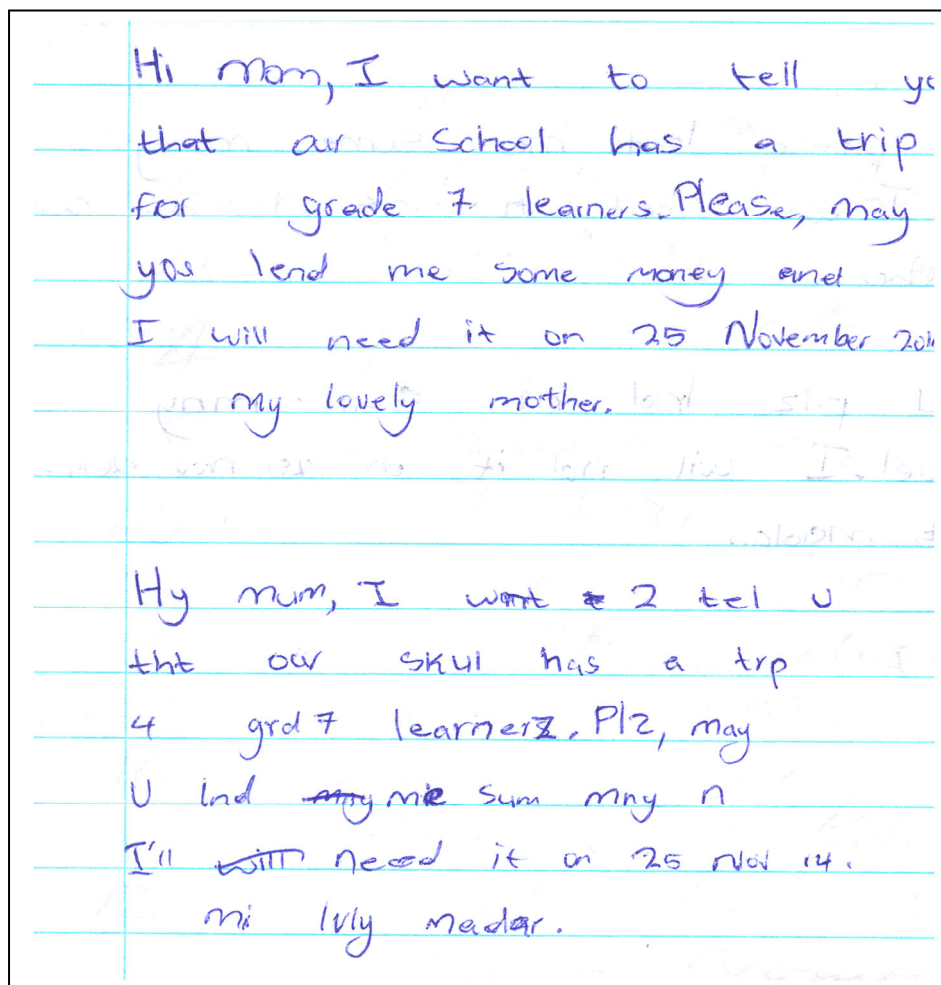 Hi Mom, I want to tell yo
that our School has a trip
for grade 7 learners. Please, may
you lend me some money and
I will need it on 25 November 201
my lovely mother.
Hy mum, I want 2 tel U
tht our skul has a trp
4 grd 7 learnerz. Plz, may
U lnd me sum mny n
I'll need it on 25 Nov 14.
mi lvly madar.